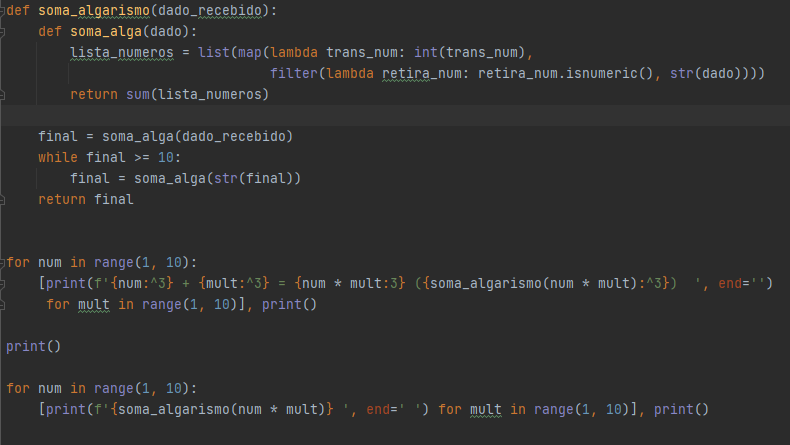 def soma_algarismo(dado_recebido):
    def soma_alga(dado):
        lista_numeros = list(map(lambda trans_num: int(trans_num),
                                 filter(lambda retira_num: retira_num.isnumeric(), str(dado))))
        return sum(lista_numeros)

    final = soma_alga(dado_recebido)
    while final >= 10:
        final = soma_alga(str(final))
    return final


for num in range(1, 10):
    [print(f'{num:^3} + {mult:^3} = {num * mult:3} ({soma_algarismo(num * mult):^3})  ', end='')
     for mult in range(1, 10)], print()

print()

for num in range(1, 10):
    [print(f'{soma_algarismo(num * mult)} ', end=' ') for mult in range(1, 10)], print()